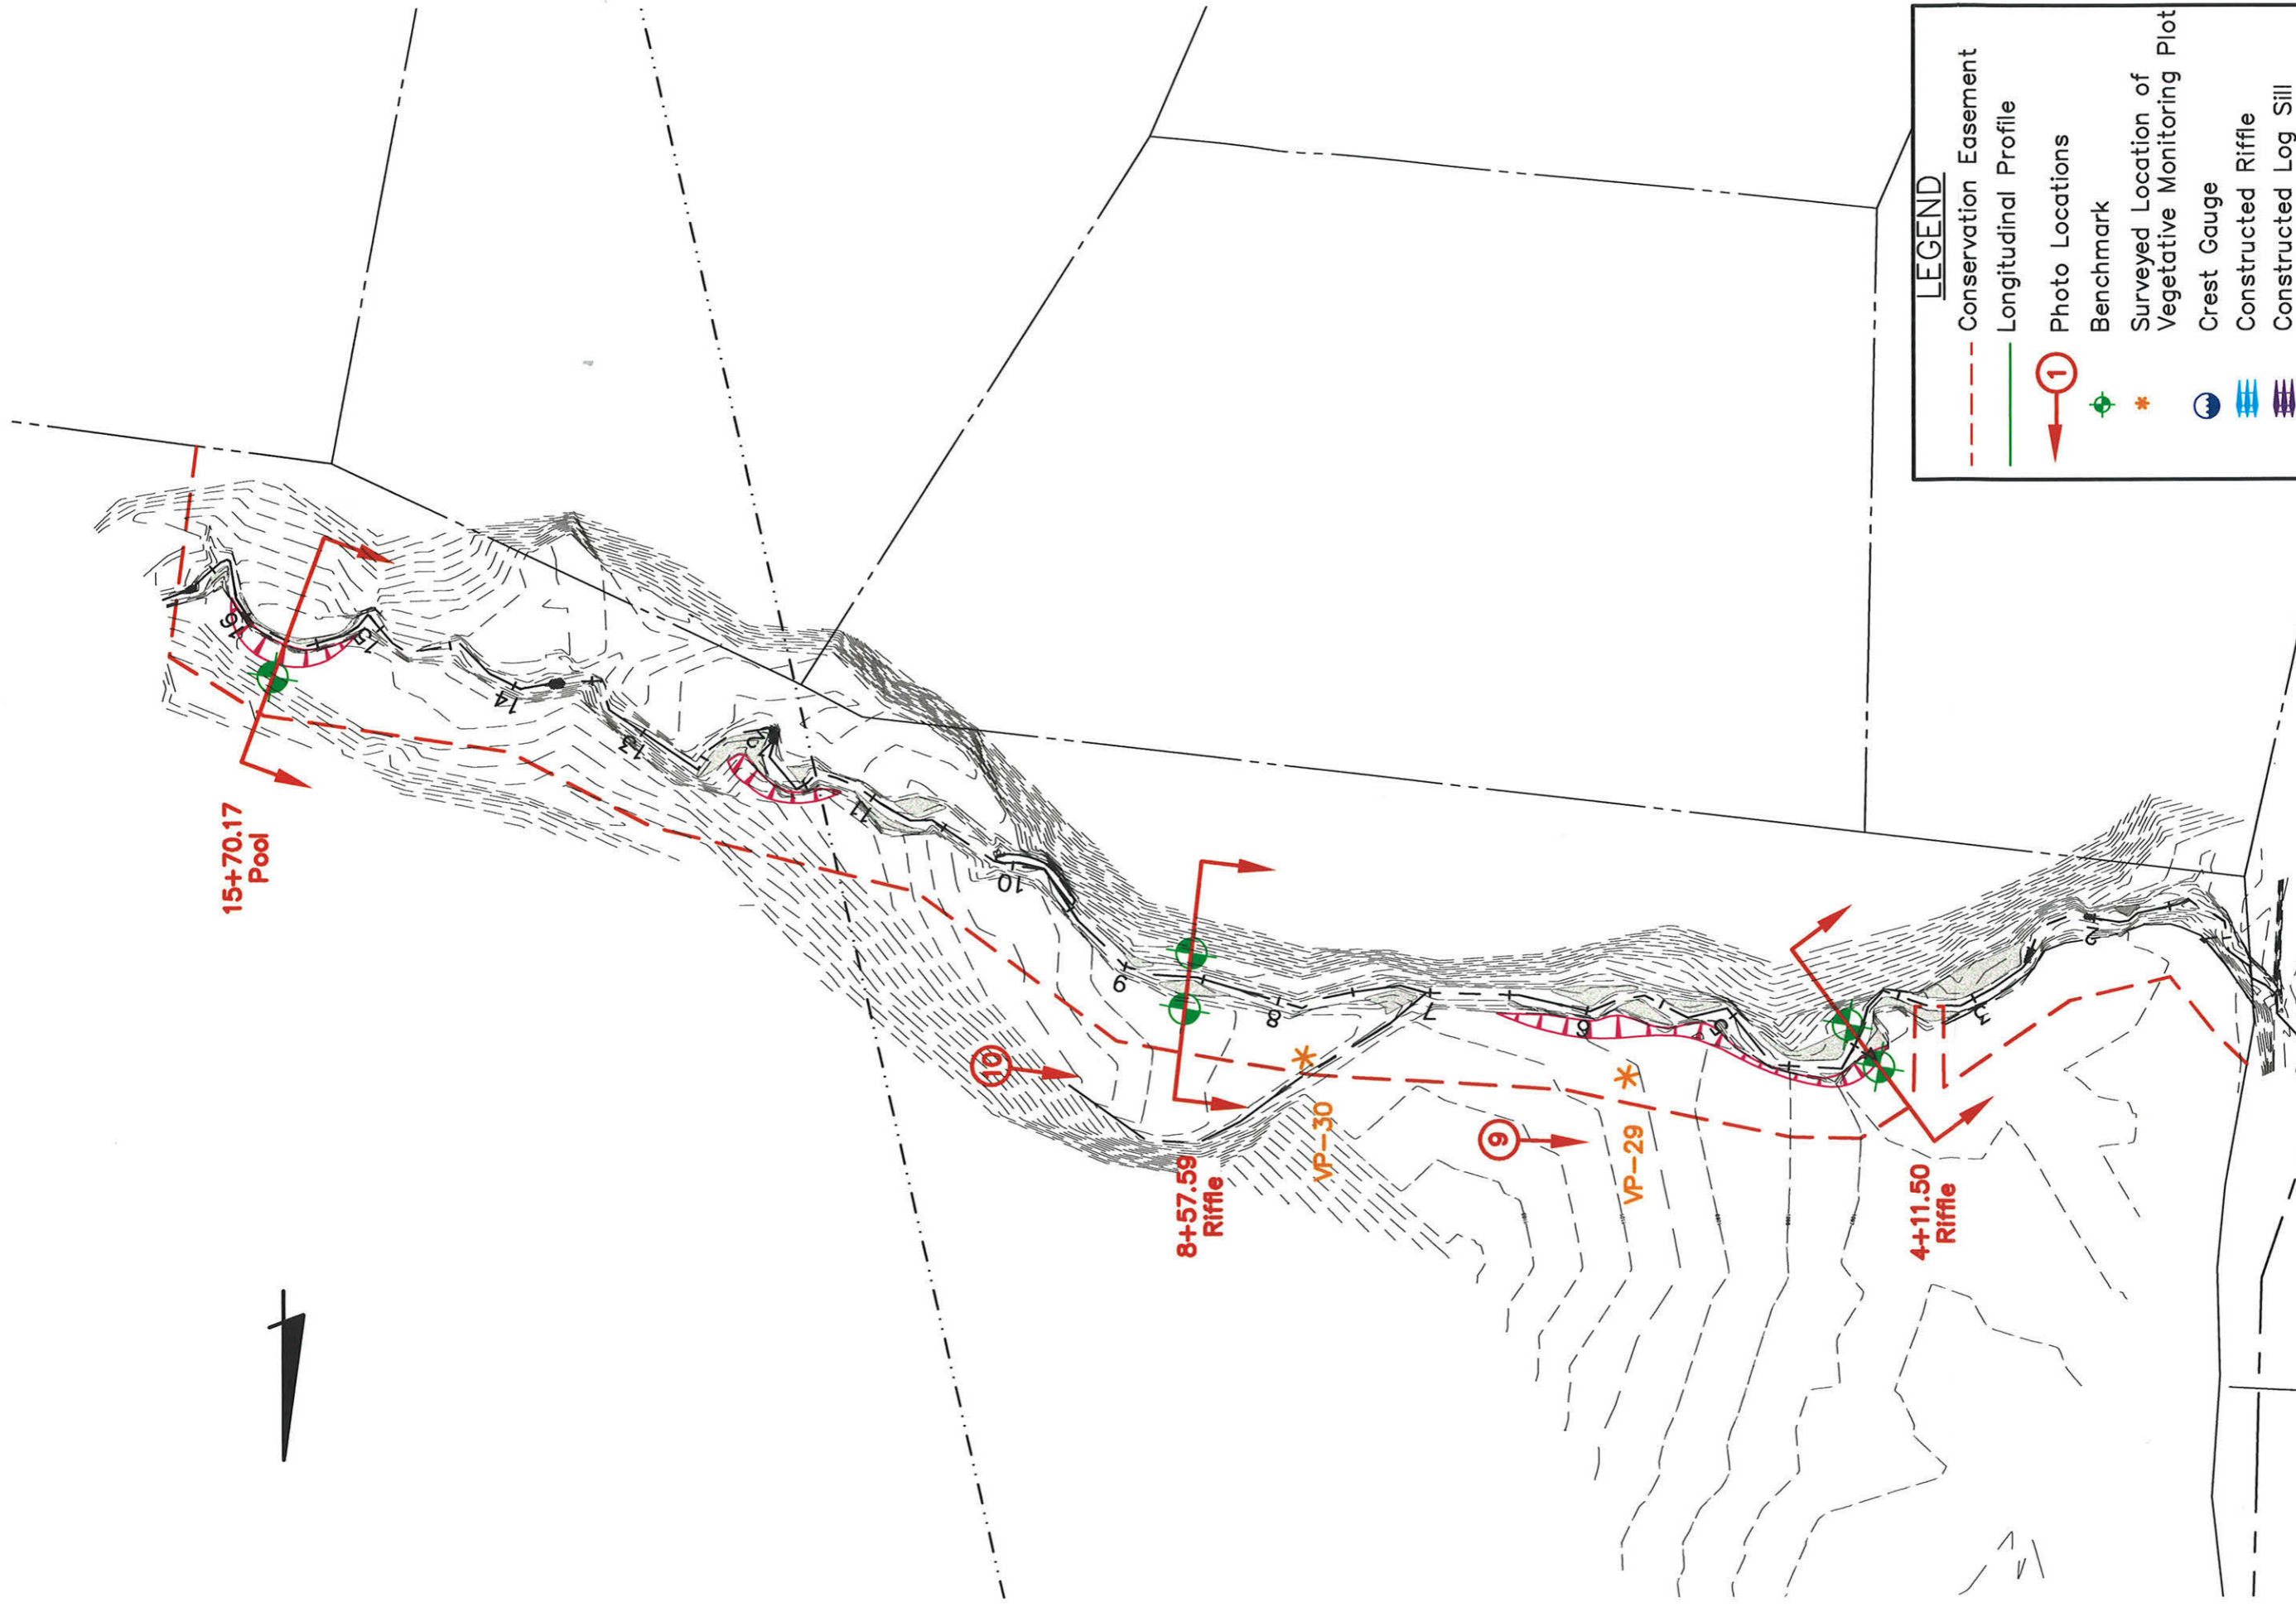 LEGEND
Conservation Easement
Longitudinal Profile
1
Photo Locations
Benchmark
Surveyed Location of
Vegetative Monitoring Plot
Crest Gauge
Constructed Riffle
Constructed Log Sill
15+70.17
Pool
8+57.59
Riffle
4+11.50
Riffle
VP-30
VP-29
10
9
16
15
14
13
12
11
10
9
8
7
6
5
4
3
2
1